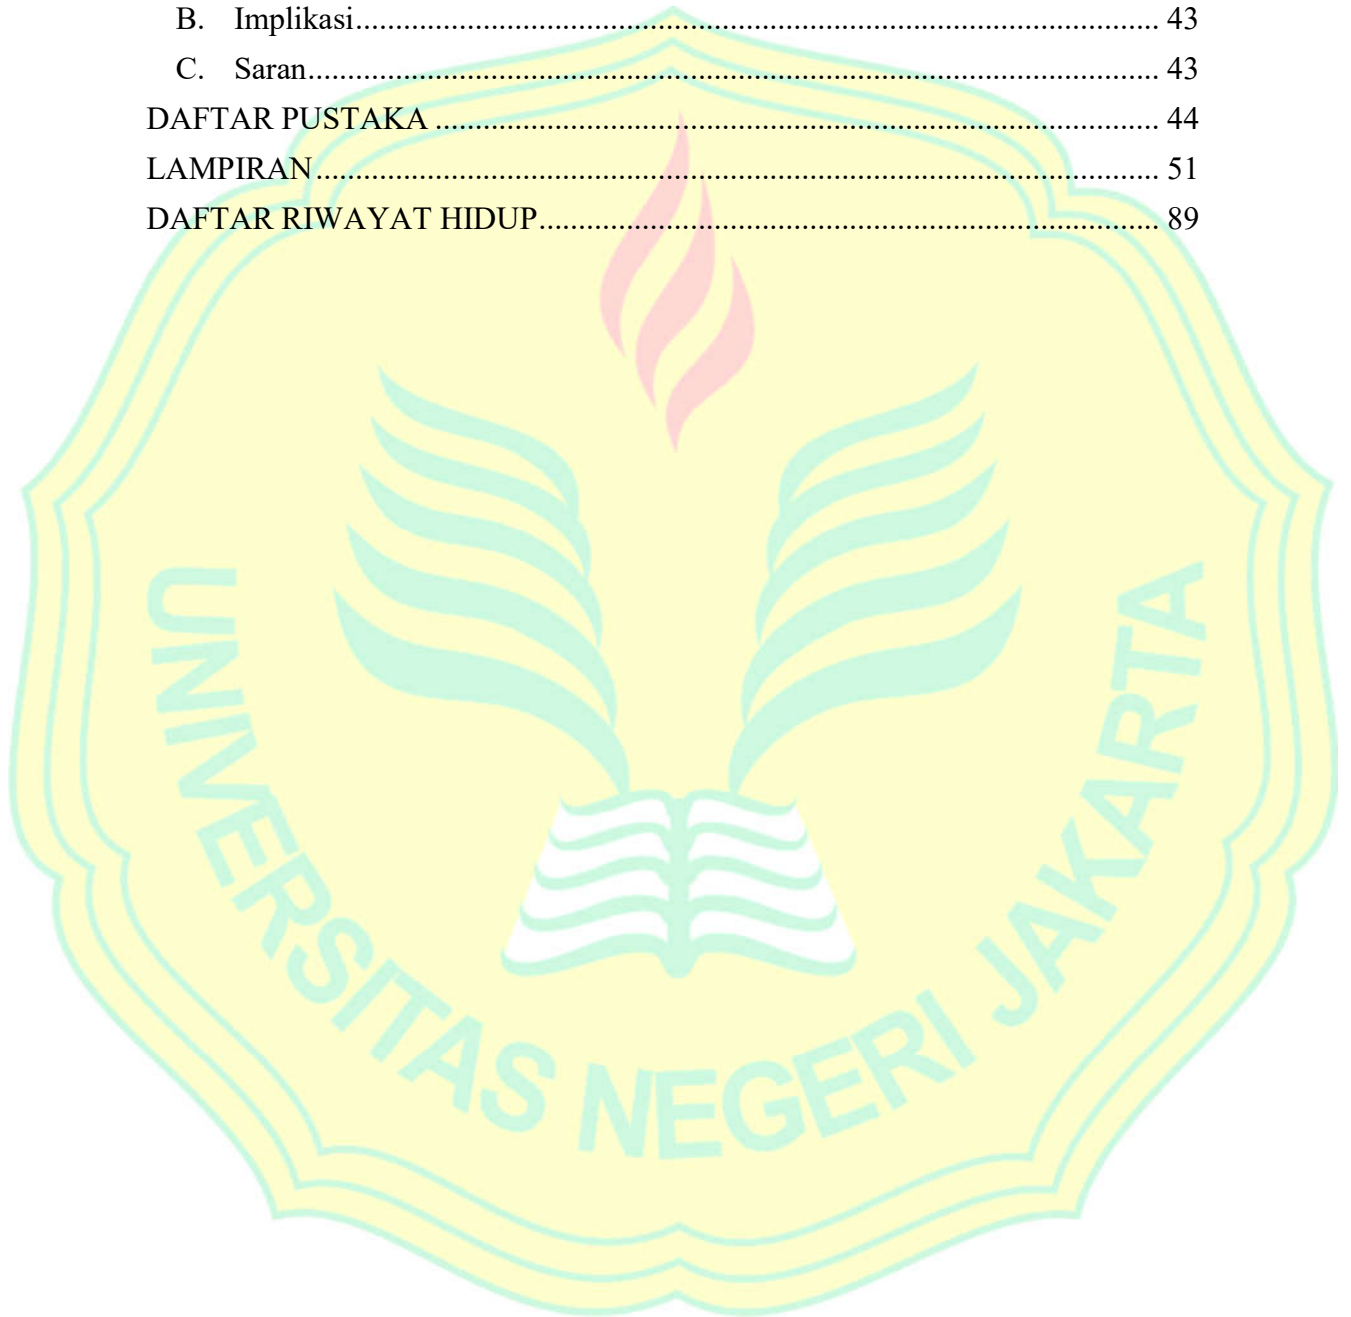 B. Implikasi.......... 43
C. Saran.......... 43
DAFTAR PUSTAKA .......... 44
LAMPIRAN.......... 51
DAFTAR RIWAYAT HIDUP.......... 89
UNIVERSITAS NEGERI JAKARTA